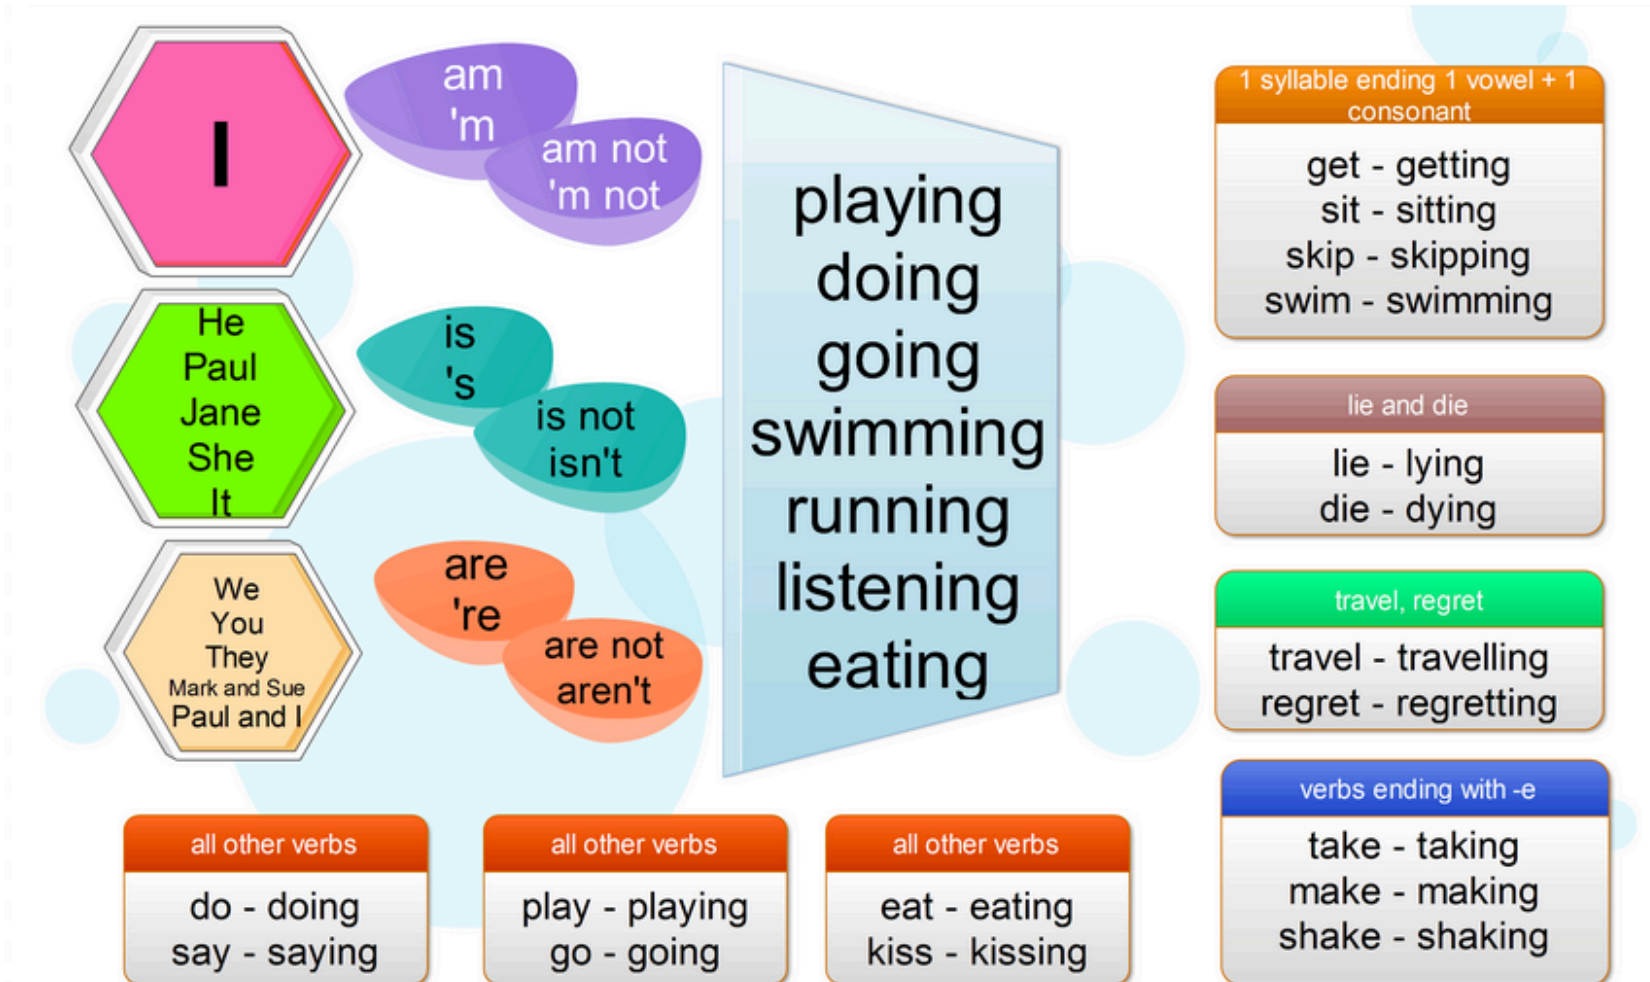 I
am
'm
am not
'm not
He
Paul
Jane
She
It
is
's
is not
isn't
We
You
They
Mark and Sue
Paul and I
are
're
are not
aren't
playing
doing
going
swimming
running
listening
eating
1 syllable ending 1 vowel + 1
consonant
get - getting
sit - sitting
skip - skipping
swim - swimming
lie and die
lie - lying
die - dying
travel, regret
travel - travelling
regret - regretting
verbs ending with -e
take - taking
make - making
shake - shaking
all other verbs
do - doing
say - saying
all other verbs
play - playing
go - going
all other verbs
eat - eating
kiss - kissing